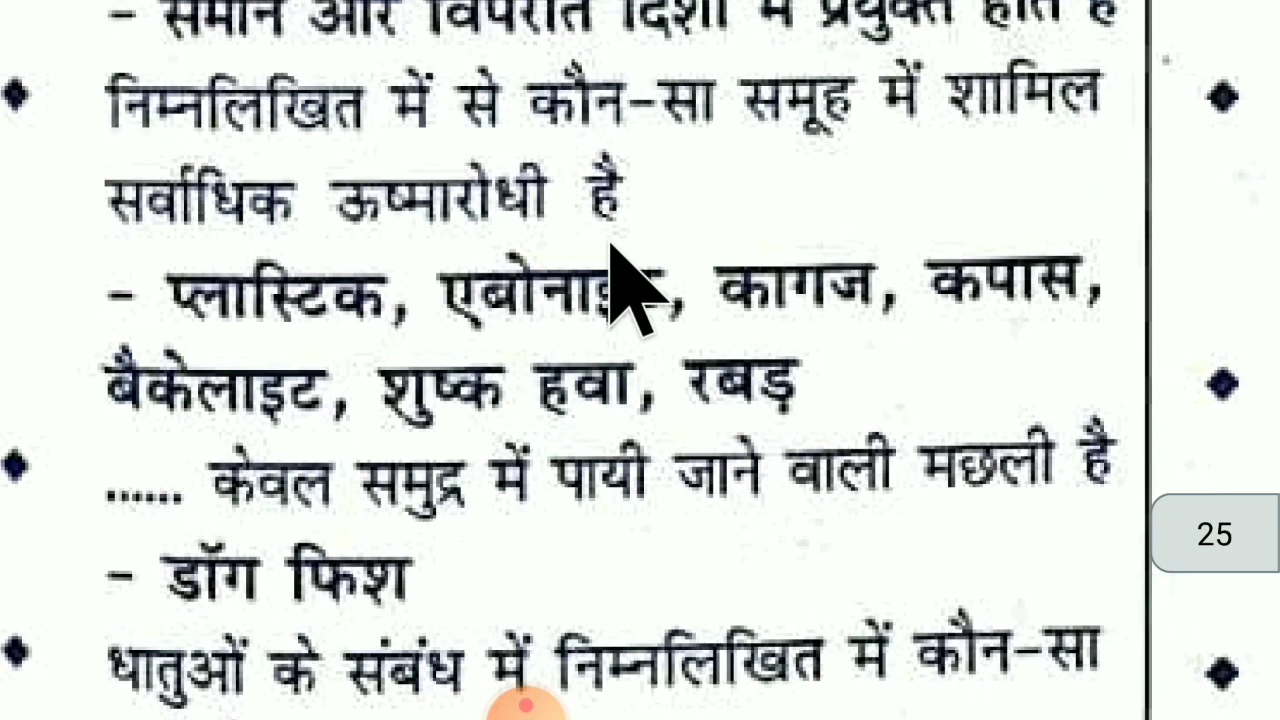 - समान और विपरीत दिशा में प्रयुक्त होते हैं
निम्नलिखित में से कौन-सा समूह में शामिल
सर्वाधिक ऊष्मारोधी है
- प्लास्टिक, एबोनाइट, कागज, कपास,
बैकेलाइट, शुष्क हवा, रबड़
...... केवल समुद्र में पायी जाने वाली मछली है
- डॉग फिश
धातुओं के संबंध में निम्नलिखित में कौन-सा
25